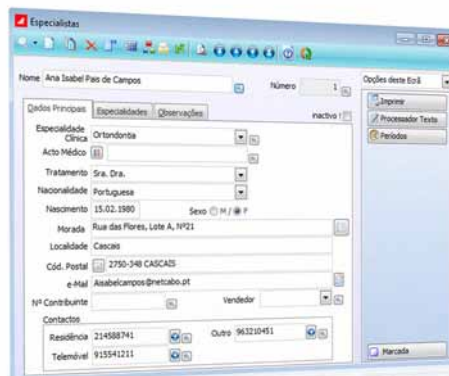 Especialistas
Nome Ana Isabel Pais de Campos Número 1 Opções deste Ecrã
Imprimir
Dados Principais Especialidades Observações inactivo ! Processador Texto
Períodos
Especialidade
Clínica Ortondontia
Acto Médico
Tratamento Sra. Dra.
Nacionalidade Portuguesa
Nascimento 15.02.1980 Sexo M / F
Morada Rua das Flores, Lote A, Nº21
Localidade Cascais
Cód. Postal 2750-348 CASCAIS
e-Mail Aisabelcampos@netcabo.pt
Nº Contribuinte Vendedor
Contactos
Residência 214588741 Outro 963210451
Telemóvel 915541211 Marcada